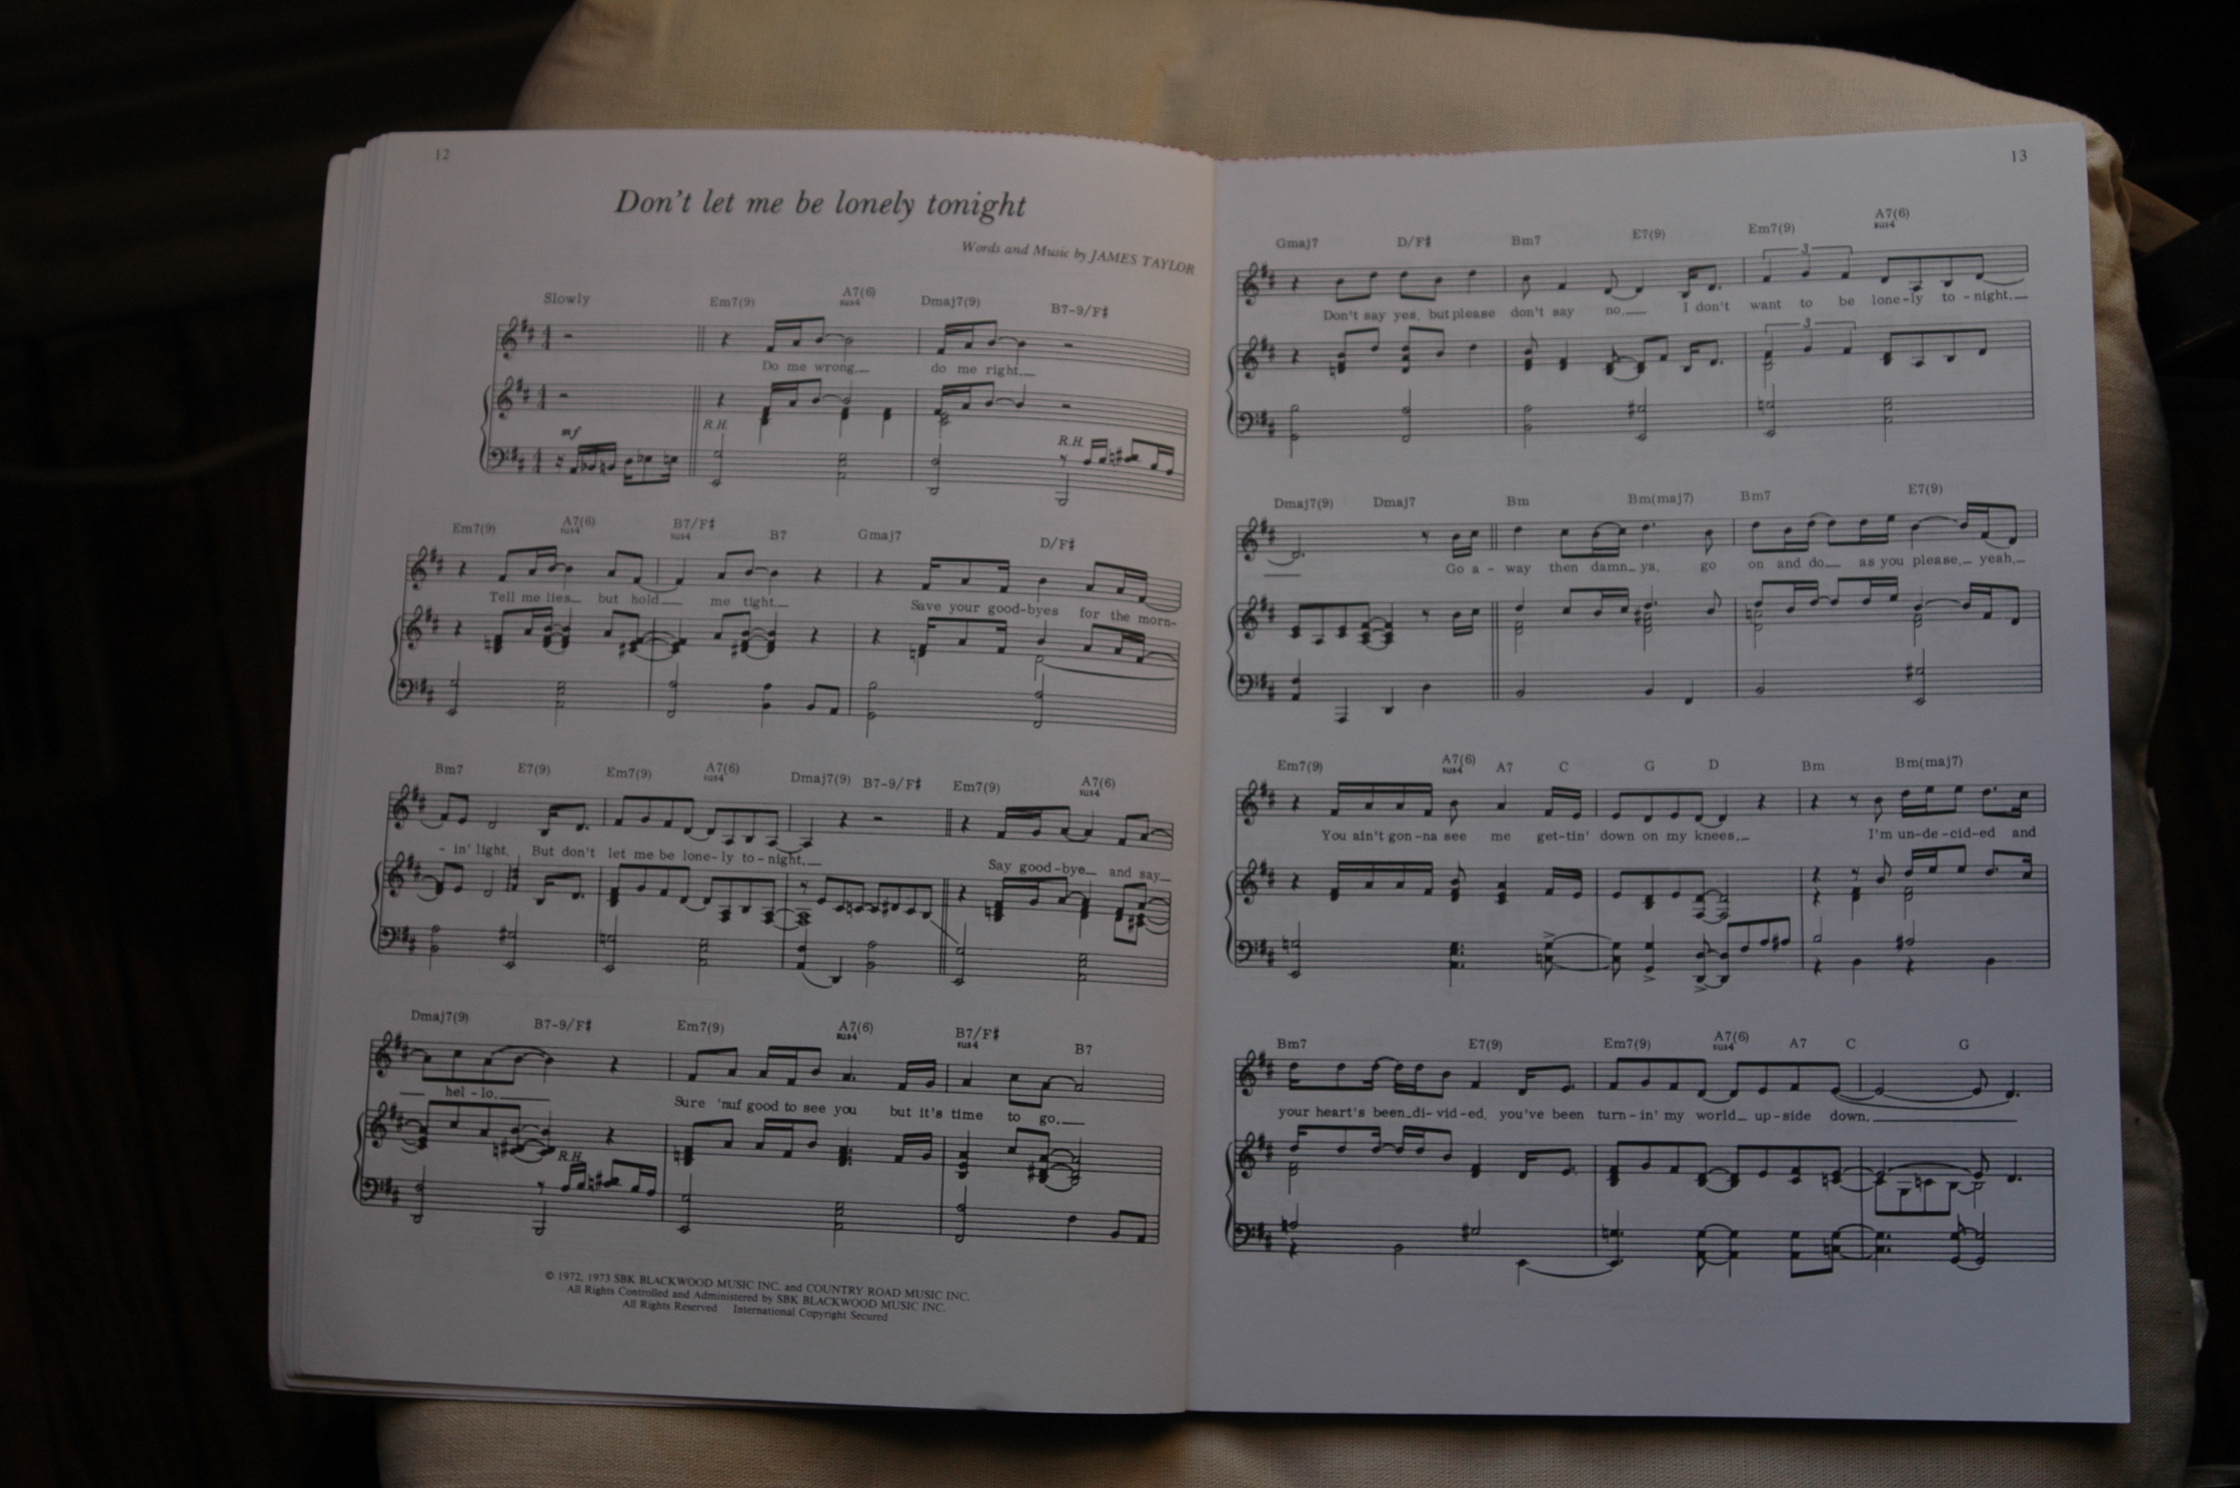 12
Don't let me be lonely tonight
Words and Music by JAMES TAYLOR
Slowly Em7(9) A7(6) sus4 Dmaj7(9) B7-9/F♯
Do me wrong, do me right.
mf R.H. R.H.
Em7(9) A7(6) sus4 B7/F♯ sus4 B7 Gmaj7 D/F♯
Tell me lies but hold me tight. Save your good-byes for the morn-
Bm7 E7(9) Em7(9) A7(6) sus4 Dmaj7(9) B7-9/F♯ Em7(9) A7(6) sus4
- in' light. But don't let me be lone-ly to-night. Say good-bye and say
Dmaj7(9) B7-9/F♯ Em7(9) A7(6) sus4 B7/F♯ sus4 B7
hel-lo. Sure 'nuf good to see you but it's time to go.
R.H.
© 1972, 1973 SBK BLACKWOOD MUSIC INC. and COUNTRY ROAD MUSIC INC.
All Rights Controlled and Administered by SBK BLACKWOOD MUSIC INC.
All Rights Reserved International Copyright Secured
13
Gmaj7 D/F♯ Bm7 E7(9) Em7(9) A7(6) sus4
3
Don't say yes, but please don't say no. I don't want to be lone-ly to-night.
3
Dmaj7(9) Dmaj7 Bm Bm(maj7) Bm7 E7(9)
Go a-way then damn ya, go on and do as you please, yeah,
Em7(9) A7(6) sus4 A7 C G D Bm Bm(maj7)
You ain't gon-na see me get-tin' down on my knees. I'm un-de-cid-ed and
Bm7 E7(9) Em7(9) A7(6) sus4 A7 C G
your heart's been di-vid-ed, you've been turn-in' my world up-side down.